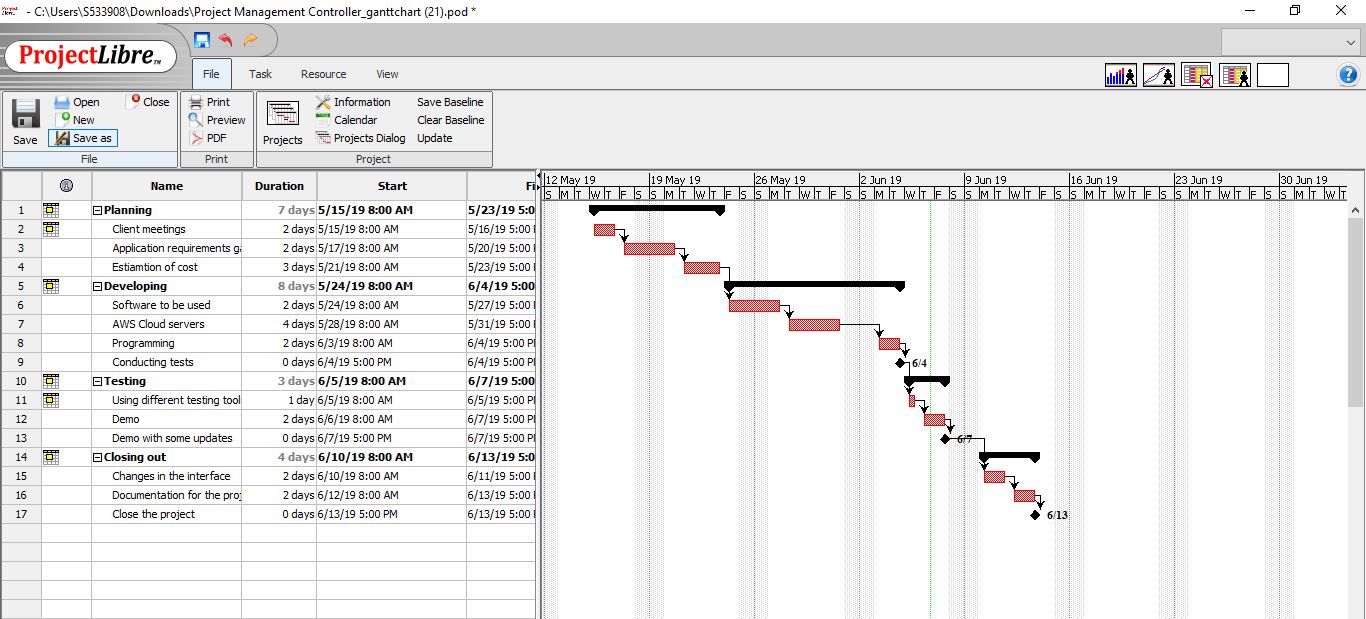 - C:\Users\S533908\Downloads\Project Management Controller_ganttchart (21).pod *
ProjectLibre™
File Task Resource View
Save
Open
New
Save as
Close
File
Print
Preview
PDF
Print
Projects
Information
Calendar
Projects Dialog
Save Baseline
Clear Baseline
Update
Project
Name Duration Start Fi
12 May 19 19 May 19 26 May 19 2 Jun 19 9 Jun 19 16 Jun 19 23 Jun 19 30 Jun 19
S M T W T F S S M T W T F S S M T W T F S S M T W T F S S M T W T F S S M T W T F S S M T W T F S S M T W T
1 Planning 7 days 5/15/19 8:00 AM 5/23/19 5:0
2 Client meetings 2 days 5/15/19 8:00 AM 5/16/19 5:00
3 Application requirements ga 2 days 5/17/19 8:00 AM 5/20/19 5:00
4 Estiamtion of cost 3 days 5/21/19 8:00 AM 5/23/19 5:00
5 Developing 8 days 5/24/19 8:00 AM 6/4/19 5:00
6 Software to be used 2 days 5/24/19 8:00 AM 5/27/19 5:00
7 AWS Cloud servers 4 days 5/28/19 8:00 AM 5/31/19 5:00
8 Programming 2 days 6/3/19 8:00 AM 6/4/19 5:00 P
9 Conducting tests 0 days 6/4/19 5:00 PM 6/4/19 5:00 P 6/4
10 Testing 3 days 6/5/19 8:00 AM 6/7/19 5:00
11 Using different testing tool 1 day 6/5/19 8:00 AM 6/5/19 5:00 P
12 Demo 2 days 6/6/19 8:00 AM 6/7/19 5:00 P
13 Demo with some updates 0 days 6/7/19 5:00 PM 6/7/19 5:00 P 6/7
14 Closing out 4 days 6/10/19 8:00 AM 6/13/19 5:0
15 Changes in the interface 2 days 6/10/19 8:00 AM 6/11/19 5:00
16 Documentation for the proj 2 days 6/12/19 8:00 AM 6/13/19 5:00
17 Close the project 0 days 6/13/19 5:00 PM 6/13/19 5:00 6/13